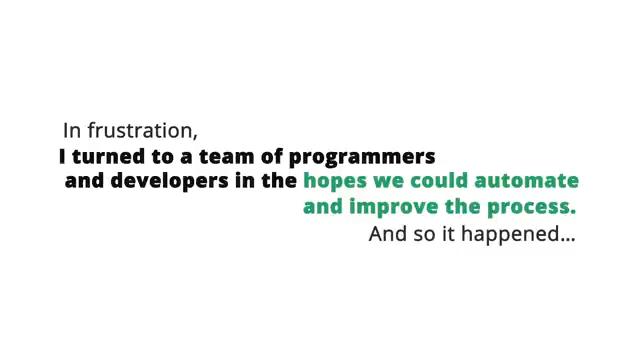 In frustration,
I turned to a team of programmers
and developers in the hopes we could automate
and improve the process.
And so it happened...